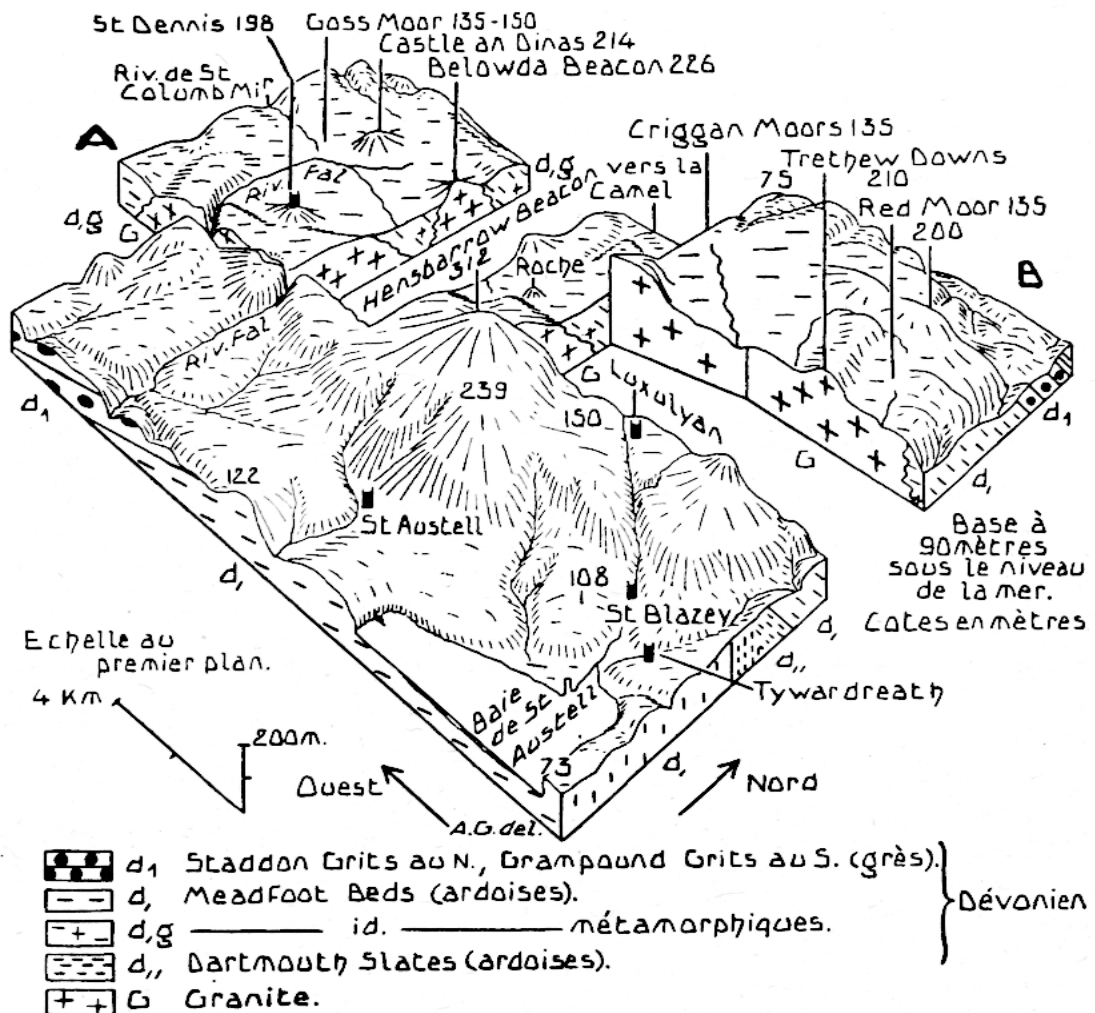 St Dennis 198
Goss Moor 135-150
Castle an Dinas 214
Belowda Beacon 226
Riv. de St
Columb Mir
A
Criggan Moors 135
vers la
Camel
Trethew Downs
75
210
Red Moor 135
200
B
Riv. Fal
d,g
d,g
G
Hensbarrow Beacon
312
Roche
Riv. Fal
d1
G
239
150
Luxulyan
G
d1
d,
122
St Austell
108
St Blazey
d,
Base à
90 mètres
sous le niveau
de la mer.
Cotes en mètres
d,
d,,
Tywardreath
Echelle au
premier plan.
4 Km
200m.
Baie
de St
Austell
73
d,
Ouest
Nord
A.G. del.
d1 Staddon Grits au N., Grampound Grits au S. (grès).
d, Meadfoot Beds (ardoises).
d,g id. métamorphiques.
d,, Dartmouth Slates (ardoises).
G Granite.
Dévonien